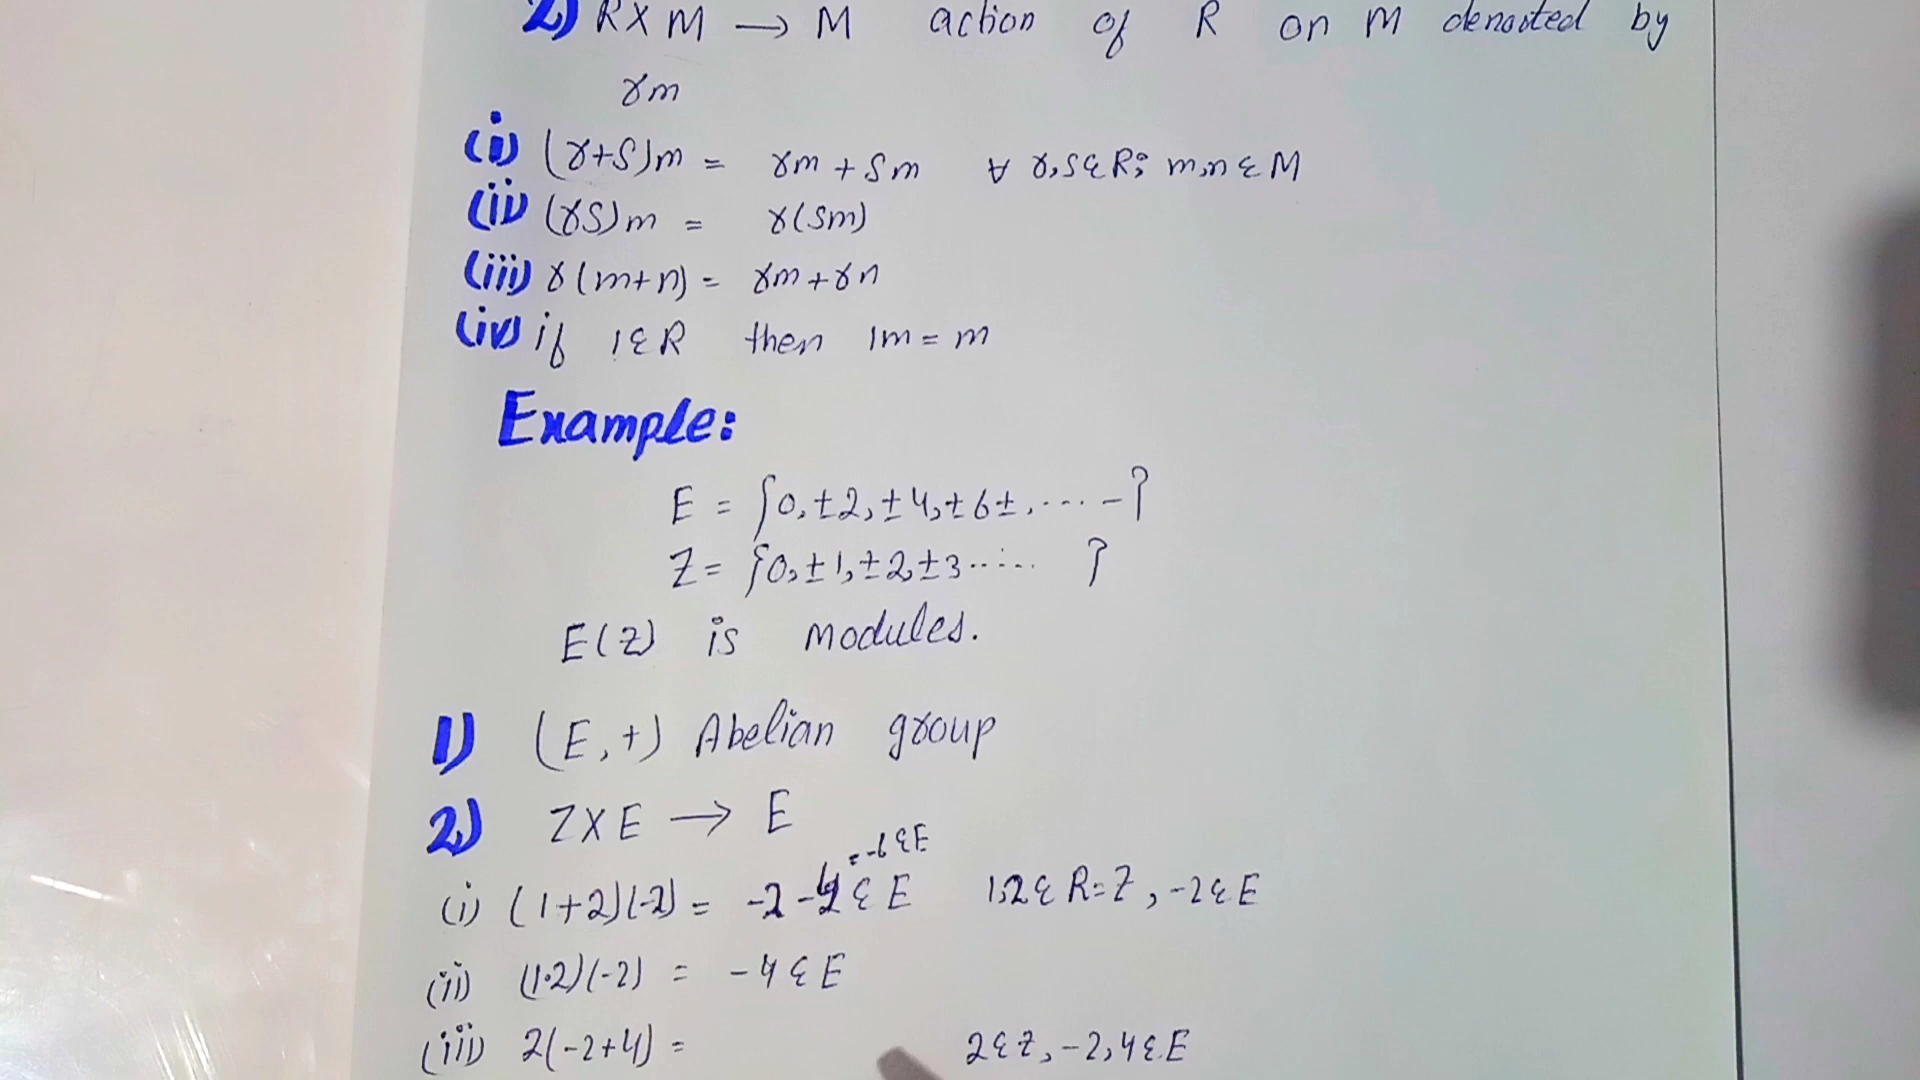 2) R×M → M action of R on M denoted by
rm
(i) (r+s)m = rm + sm ∀ r,s∈R; m,n∈M
(ii) (rs)m = r(sm)
(iii) r(m+n) = rm+rn
(iv) if 1∈R then 1m = m
Example:
E = {0,±2,±4,±6±,....-}
Z = {0,±1,±2,±3..... }
E(Z) is modules.
1) (E,+) Abelian group
2) Z×E → E
= -6∈E
(i) (1+2)(-2) = -2-4∈E 1,2∈R=Z, -2∈E
(ii) (1·2)(-2) = -4∈E
(iii) 2(-2+4) = 2∈Z, -2,4∈E